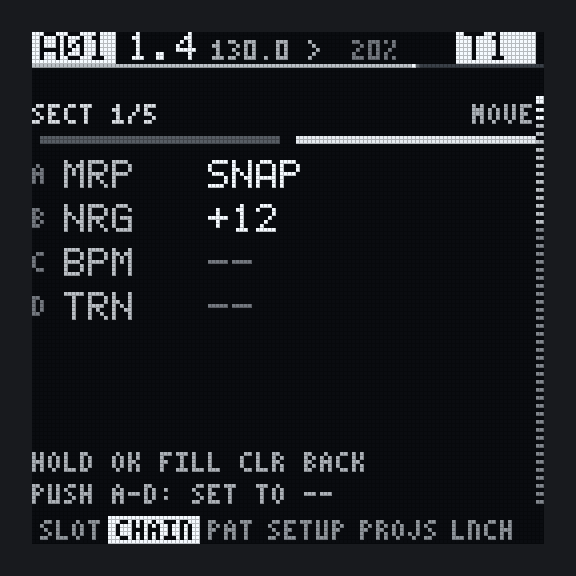 A01 1.4 130.0 > 20% T1
SECT 1/5 MOVE
A MRP SNAP
B NRG +12
C BPM --
D TRN --
HOLD OK FILL CLR BACK
PUSH A-D: SET TO --
SLOT CHAIN PAT SETUP PROJS LNCH